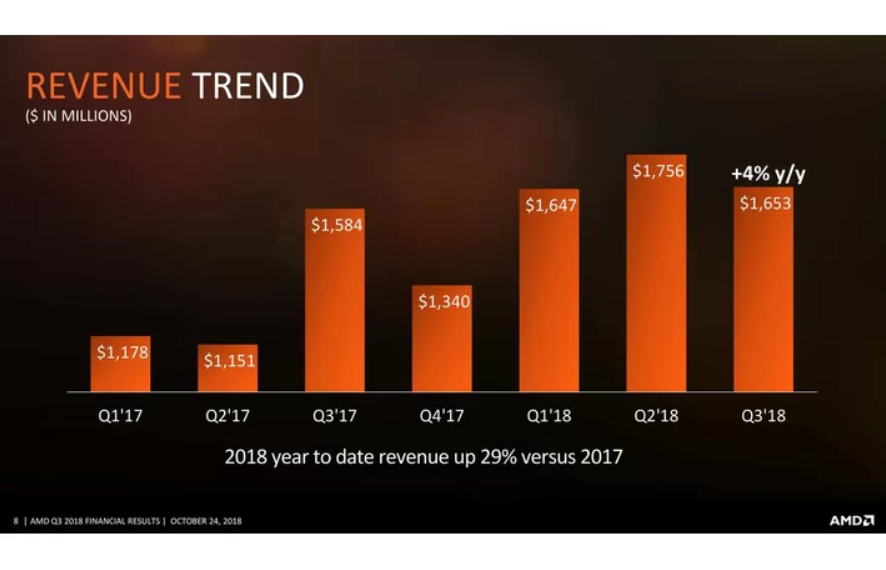 REVENUE TREND
($ IN MILLIONS)
+4% y/y
$1,178
$1,151
$1,584
$1,340
$1,647
$1,756
$1,653
Q1'17 Q2'17 Q3'17 Q4'17 Q1'18 Q2'18 Q3'18
2018 year to date revenue up 29% versus 2017
8 | AMD Q3 2018 FINANCIAL RESULTS | OCTOBER 24, 2018
AMD